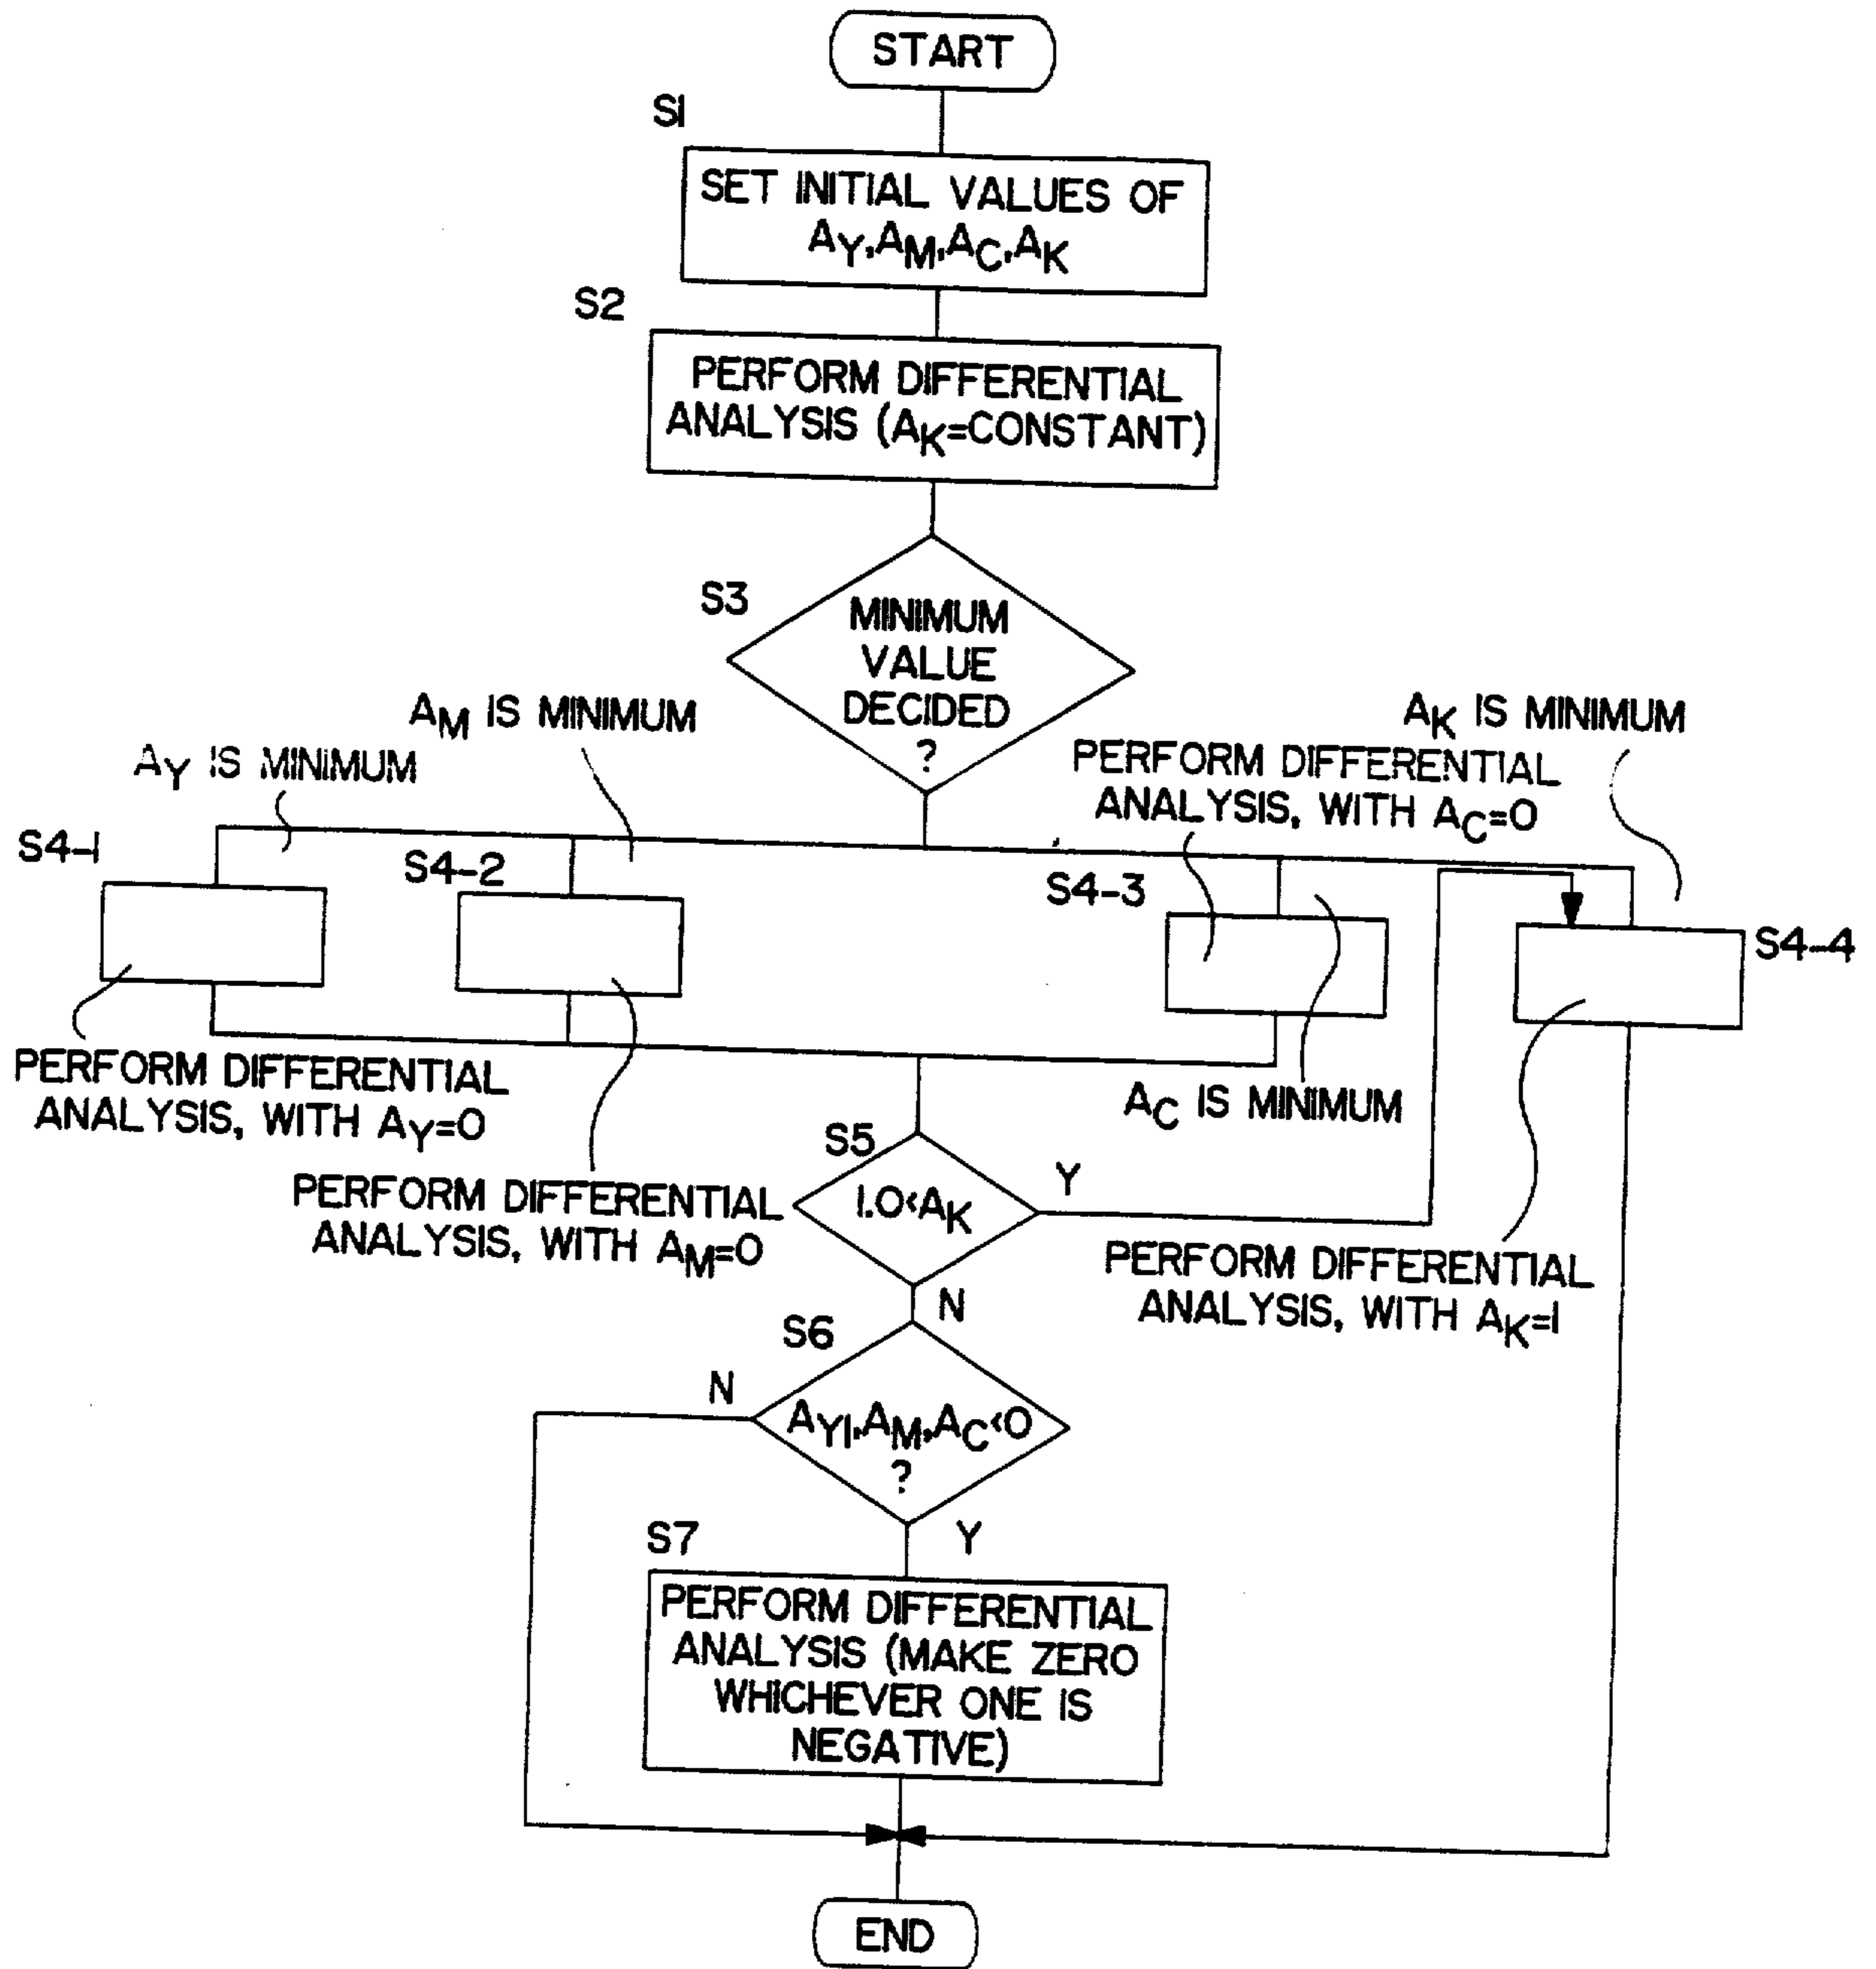 START
S1
SET INITIAL VALUES OF
AY,AM,AC,AK
S2
PERFORM DIFFERENTIAL
ANALYSIS (AK=CONSTANT)
S3
MINIMUM
VALUE
DECIDED
?
AY IS MINIMUM
AM IS MINIMUM
PERFORM DIFFERENTIAL
ANALYSIS, WITH AC=0
AK IS MINIMUM
S4-1
S4-2
S4-3
S4-4
PERFORM DIFFERENTIAL
ANALYSIS, WITH AY=0
PERFORM DIFFERENTIAL
ANALYSIS, WITH AM=0
AC IS MINIMUM
S5
1.0<AK
Y
N
PERFORM DIFFERENTIAL
ANALYSIS, WITH AK=1
S6
N
AY1,AM,AC<0
?
Y
S7
PERFORM DIFFERENTIAL
ANALYSIS (MAKE ZERO
WHICHEVER ONE IS
NEGATIVE)
END